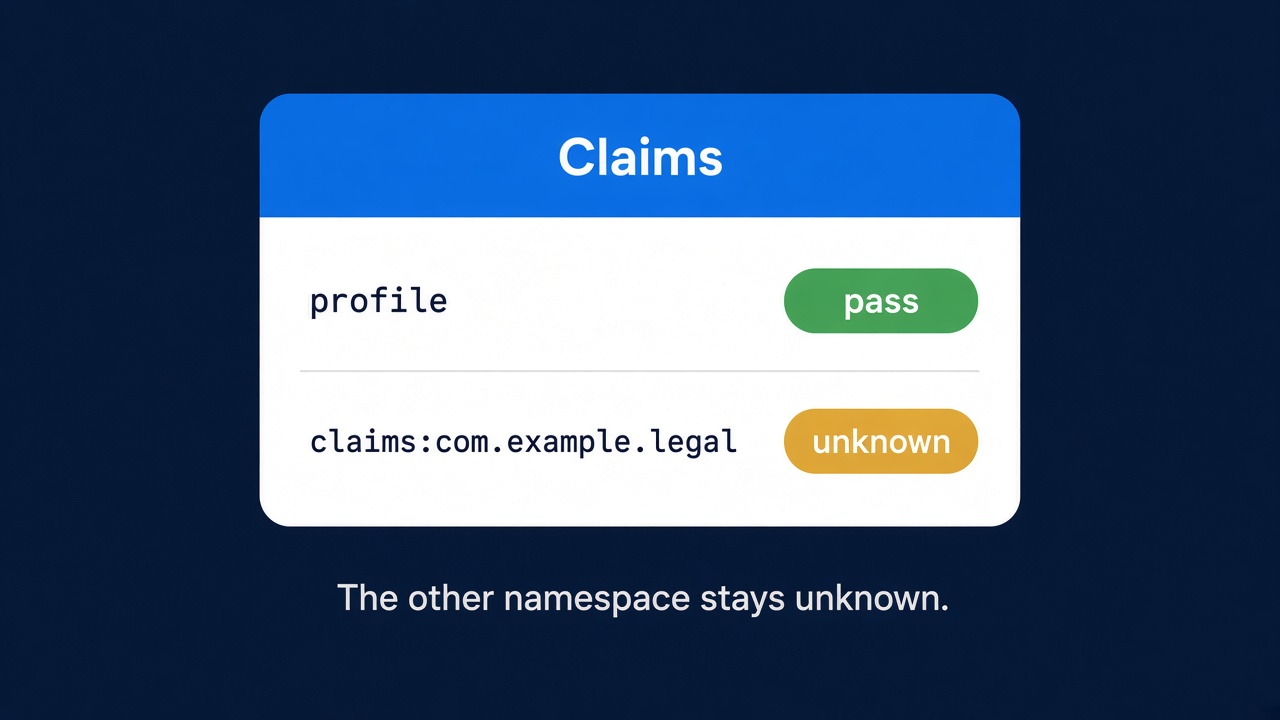 Claims
profile
pass
claims:com.example.legal
unknown
The other namespace stays unknown.